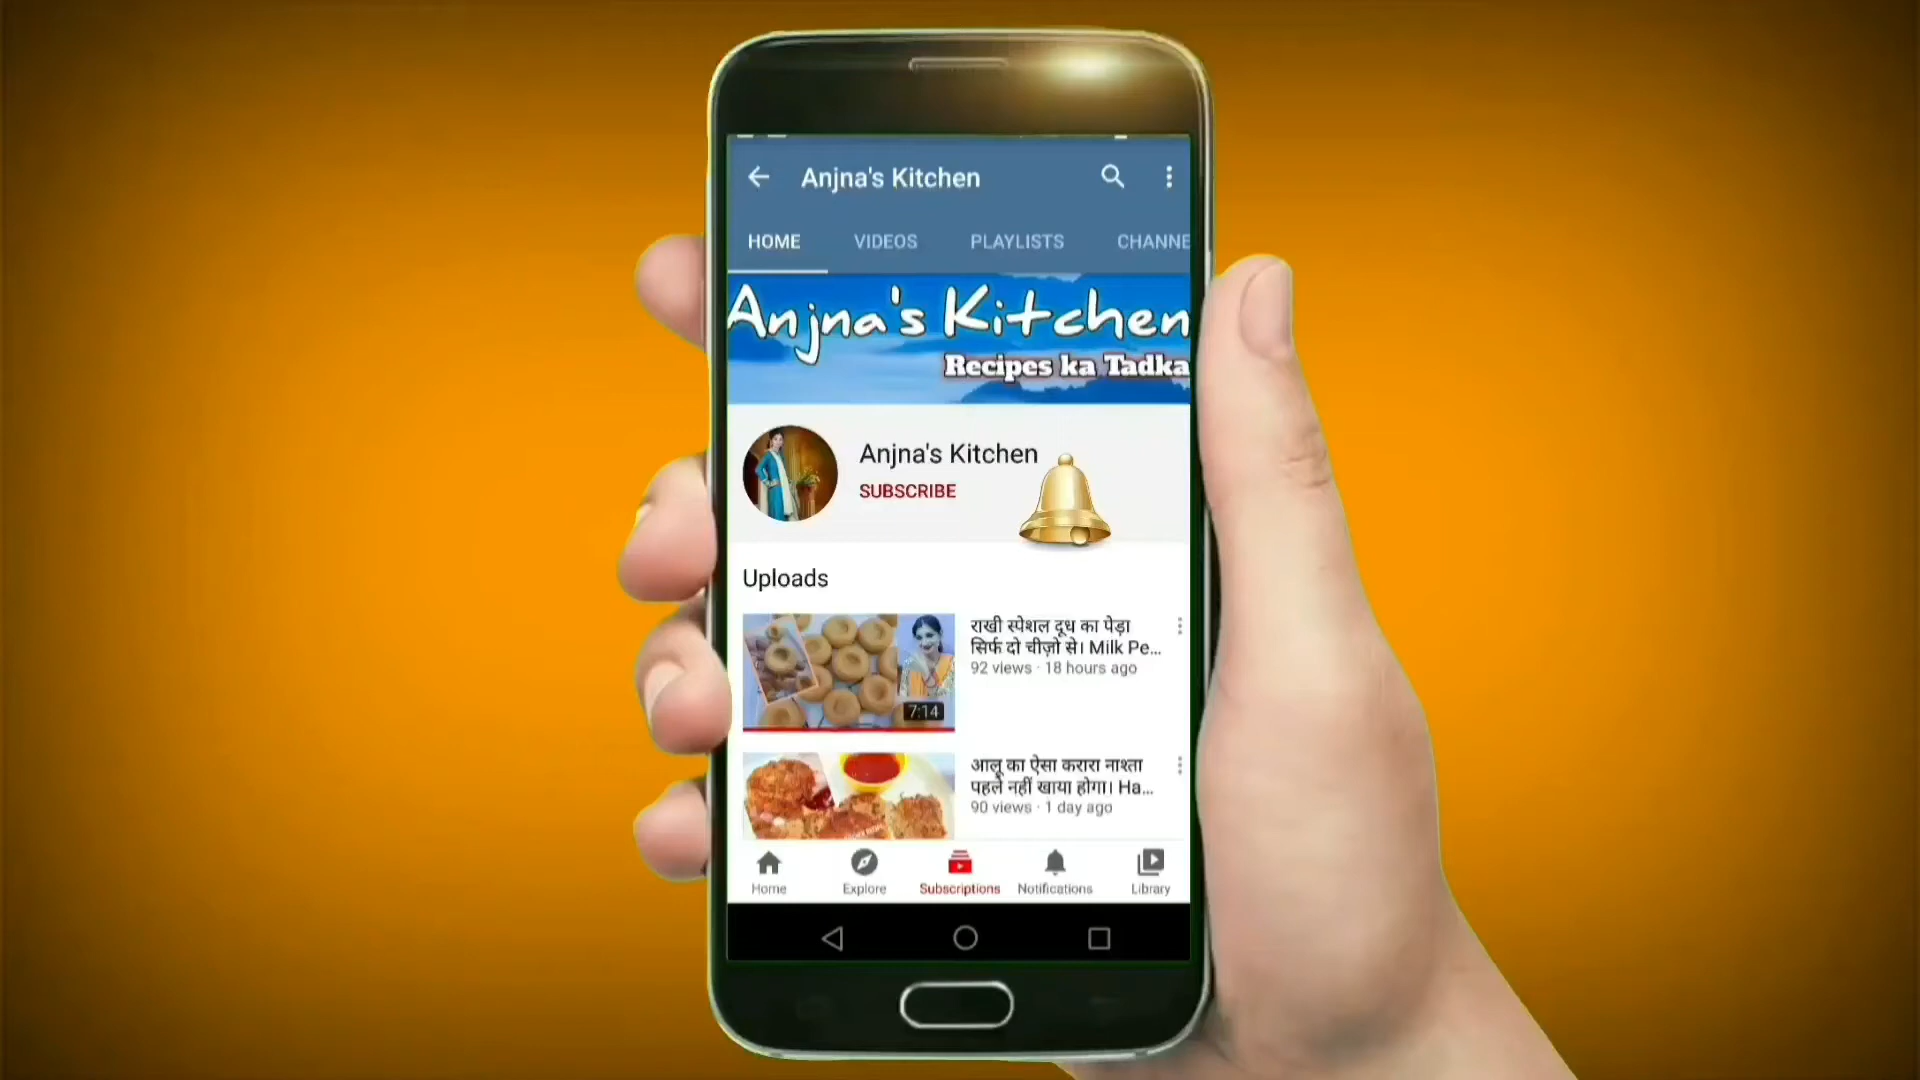 Anjna's Kitchen
HOME VIDEOS PLAYLISTS CHANNE
Anjna's Kitchen
Recipes ka Tadka
Anjna's Kitchen
SUBSCRIBE
Uploads
राखी स्पेशल दूध का पेड़ा
सिर्फ दो चीज़ो से। Milk Pe...
92 views · 18 hours ago
7:14
आलू का ऐसा करारा नाश्ता
पहले नहीं खाया होगा। Ha...
90 views · 1 day ago
Home Explore Subscriptions Notifications Library